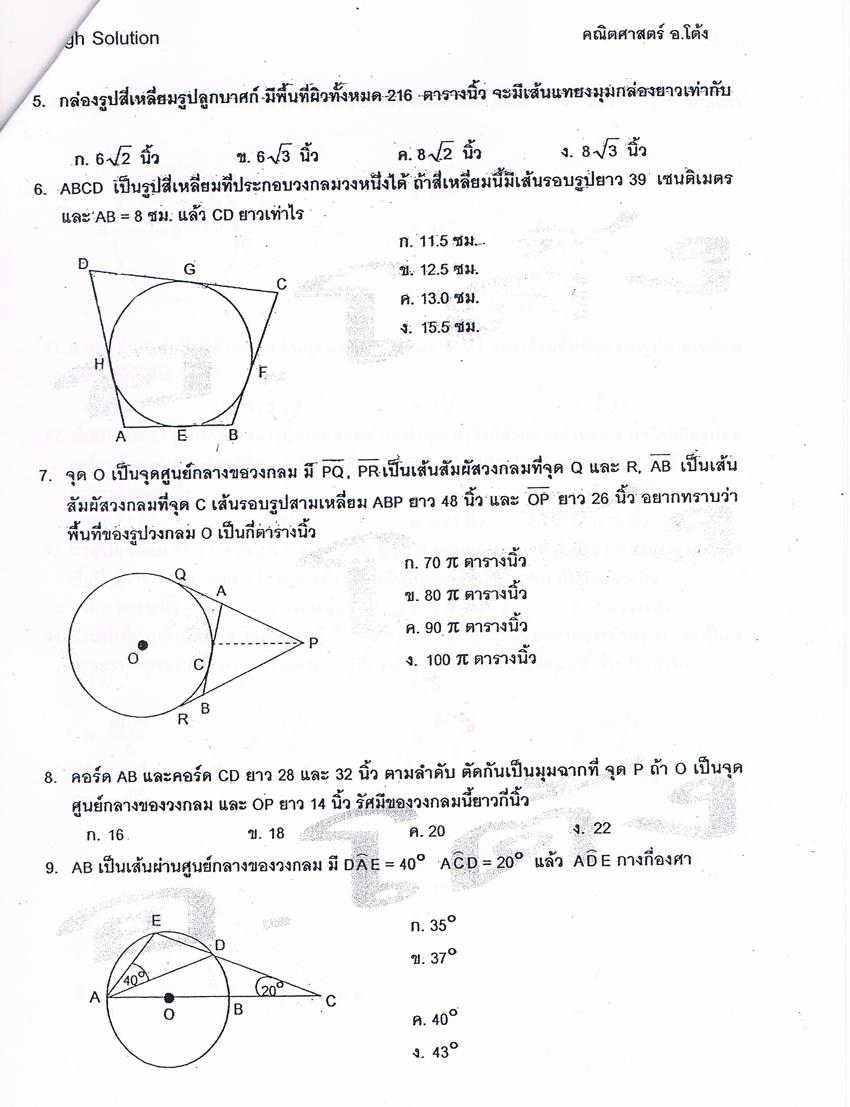 gh Solution
คณิตศาสตร์ อ.โต้ง
5. กล่องรูปสี่เหลี่ยมรูปลูกบาศก์ มีพื้นที่ผิวทั้งหมด 216 ตารางนิ้ว จะมีเส้นแทยงมุมกล่องยาวเท่ากับ
ก. 6√2 นิ้ว ข. 6√3 นิ้ว ค. 8√2 นิ้ว ง. 8√3 นิ้ว
6. ABCD เป็นรูปสี่เหลี่ยมที่ประกอบวงกลมวงหนึ่งได้ ถ้าสี่เหลี่ยมนี้มีเส้นรอบรูปยาว 39 เซนติเมตร
และ AB = 8 ซม. แล้ว CD ยาวเท่าไร
ก. 11.5 ซม.
ข. 12.5 ซม.
ค. 13.0 ซม.
ง. 15.5 ซม.
D
G
C
H
F
A
E
B
7. จุด O เป็นจุดศูนย์กลางของวงกลม มี P̅Q̅, P̅R̅ เป็นเส้นสัมผัสวงกลมที่จุด Q และ R, A̅B̅ เป็นเส้น
สัมผัสวงกลมที่จุด C เส้นรอบรูปสามเหลี่ยม ABP ยาว 48 นิ้ว และ O̅P̅ ยาว 26 นิ้ว อยากทราบว่า
พื้นที่ของรูปวงกลม O เป็นกี่ตารางนิ้ว
ก. 70 π ตารางนิ้ว
ข. 80 π ตารางนิ้ว
ค. 90 π ตารางนิ้ว
ง. 100 π ตารางนิ้ว
Q
A
P
O
C
B
R
8. คอร์ด AB และคอร์ด CD ยาว 28 และ 32 นิ้ว ตามลำดับ ตัดกันเป็นมุมฉากที่ จุด P ถ้า O เป็นจุด
ศูนย์กลางของวงกลม และ OP ยาว 14 นิ้ว รัศมีของวงกลมนี้ยาวกี่นิ้ว
ก. 16 ข. 18 ค. 20 ง. 22
9. AB เป็นเส้นผ่านศูนย์กลางของวงกลม มี DÂE = 40° AĈD = 20° แล้ว AD̂E กางกี่องศา
ก. 35°
ข. 37°
ค. 40°
ง. 43°
E
D
40°
20°
A
O
B
C
อ.โต้ง
อ.โต้ง